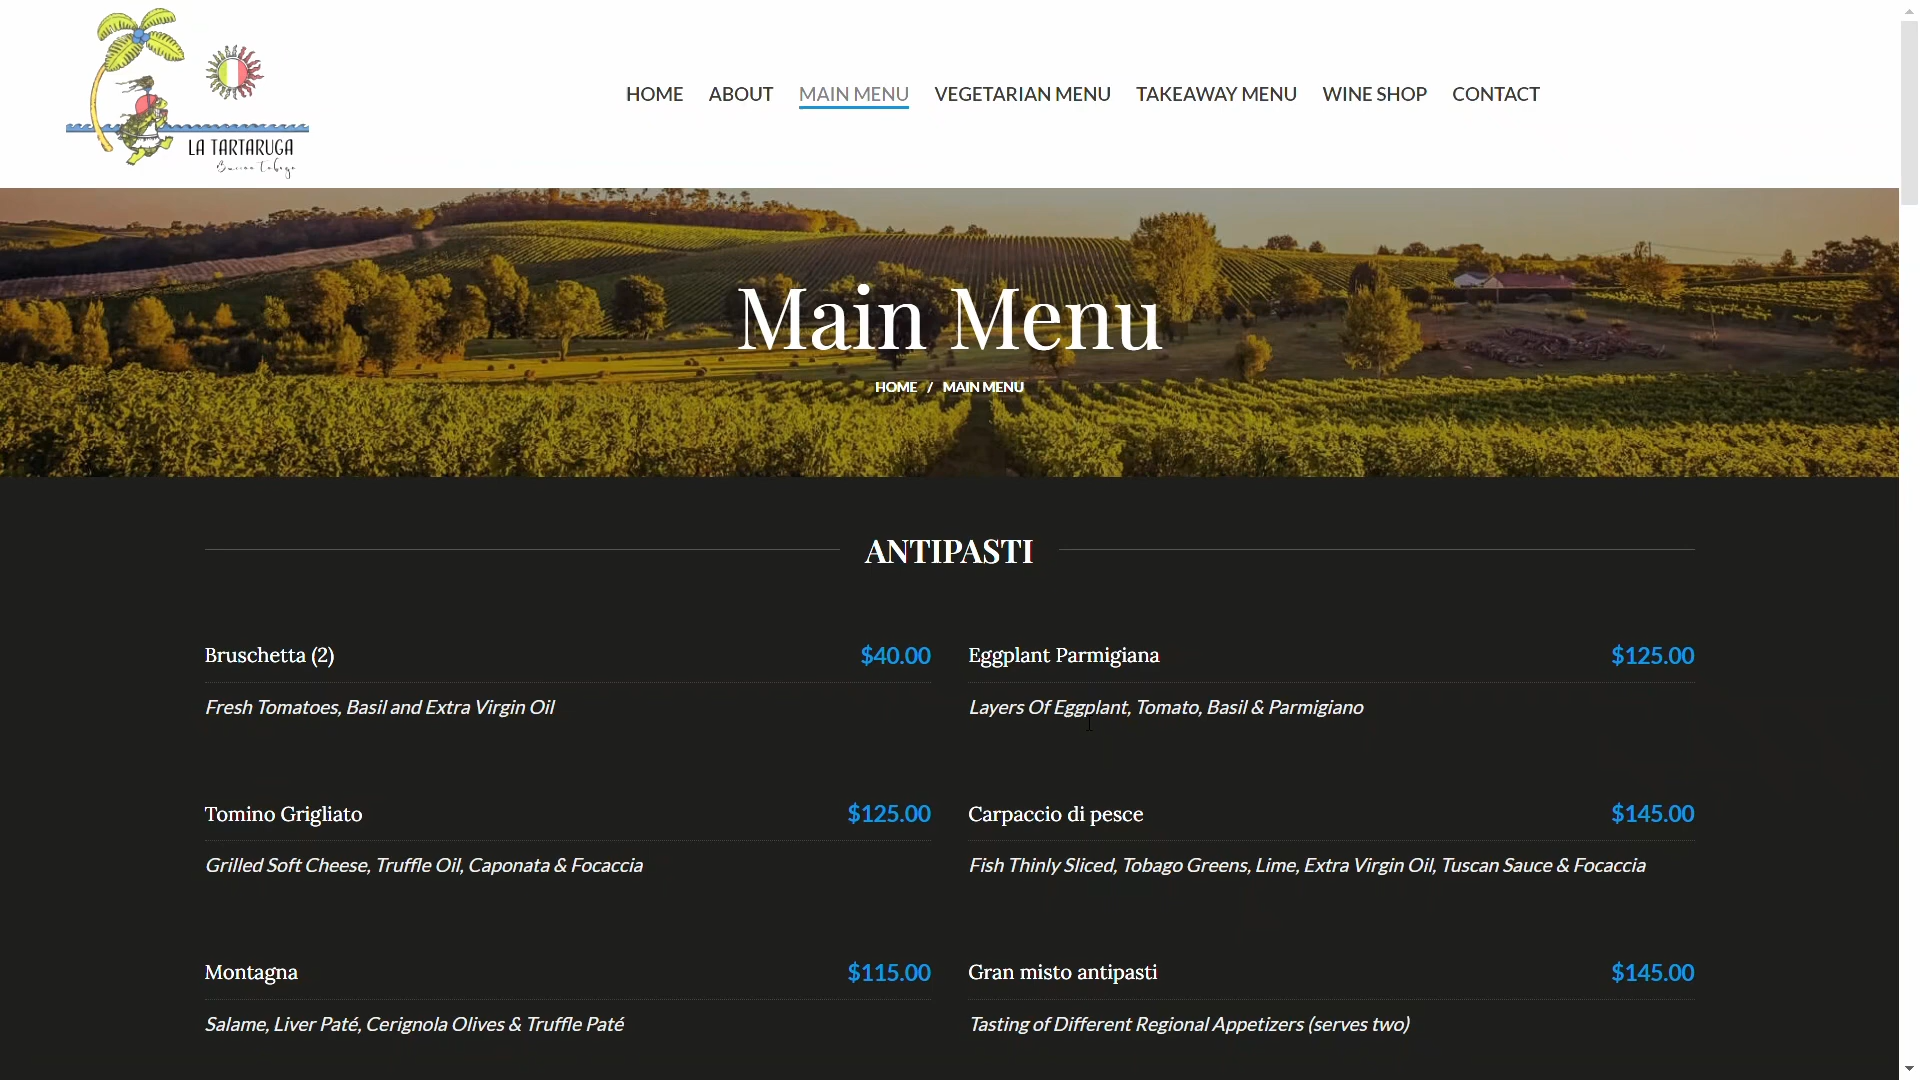 LA TARTARUGA
HOME ABOUT MAIN MENU VEGETARIAN MENU TAKEAWAY MENU WINE SHOP CONTACT
Main Menu
HOME / MAIN MENU
ANTIPASTI
Bruschetta (2) $40.00
Fresh Tomatoes, Basil and Extra Virgin Oil
Eggplant Parmigiana $125.00
Layers Of Eggplant, Tomato, Basil & Parmigiano
Tomino Grigliato $125.00
Grilled Soft Cheese, Truffle Oil, Caponata & Focaccia
Carpaccio di pesce $145.00
Fish Thinly Sliced, Tobago Greens, Lime, Extra Virgin Oil, Tuscan Sauce & Focaccia
Montagna $115.00
Salame, Liver Paté, Cerignola Olives & Truffle Paté
Gran misto antipasti $145.00
Tasting of Different Regional Appetizers (serves two)